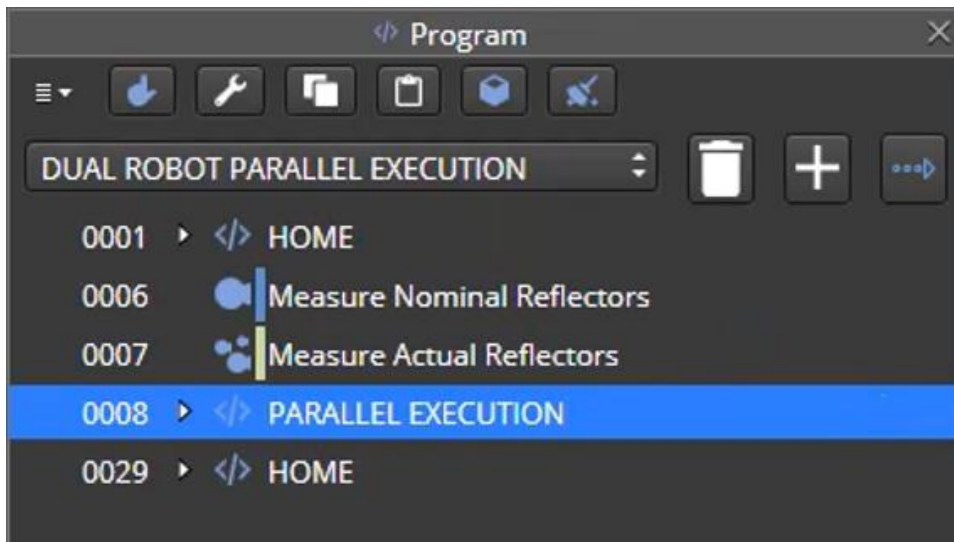 </> Program
DUAL ROBOT PARALLEL EXECUTION
0001 </> HOME
0006 Measure Nominal Reflectors
0007 Measure Actual Reflectors
0008 </> PARALLEL EXECUTION
0029 </> HOME